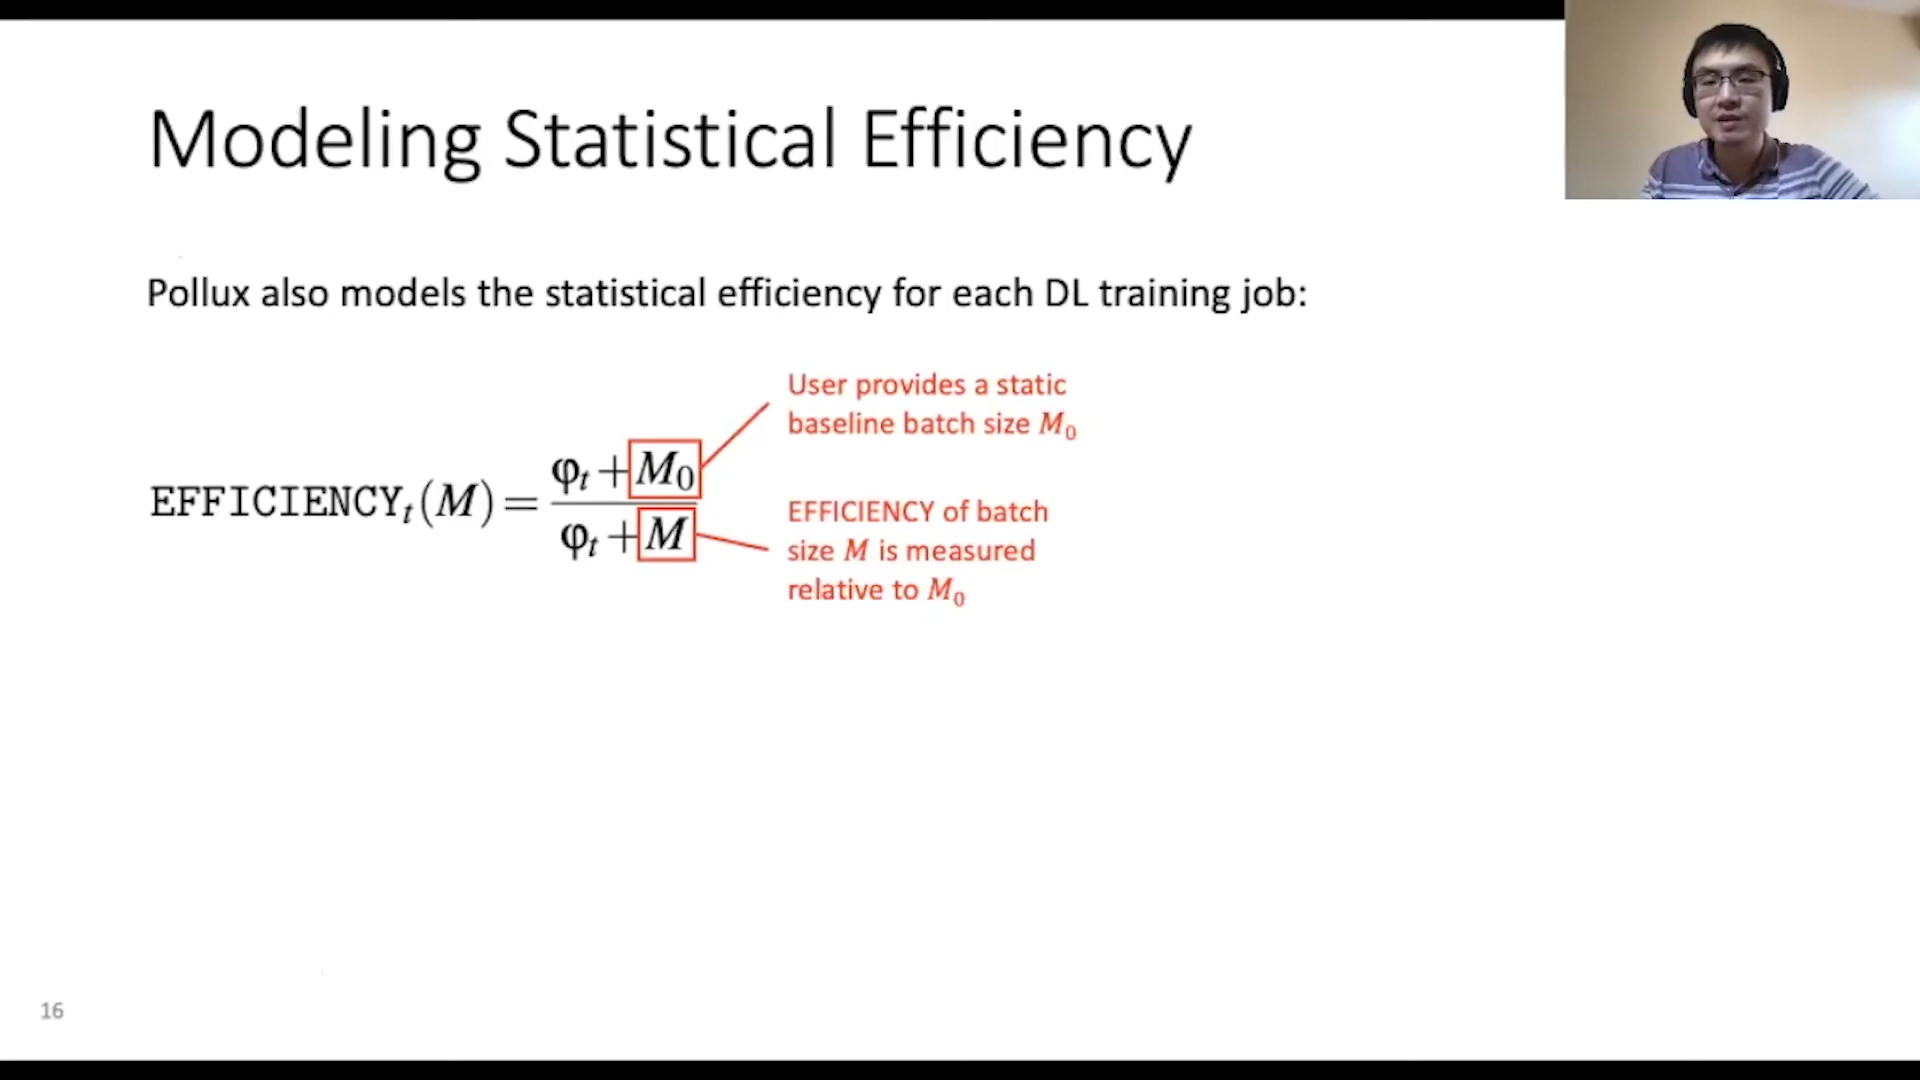 Modeling Statistical Efficiency
Pollux also models the statistical efficiency for each DL training job:
User provides a static
baseline batch size M₀
EFFICIENCYₜ(M) = (φₜ + M₀) / (φₜ + M)
EFFICIENCY of batch
size M is measured
relative to M₀
16